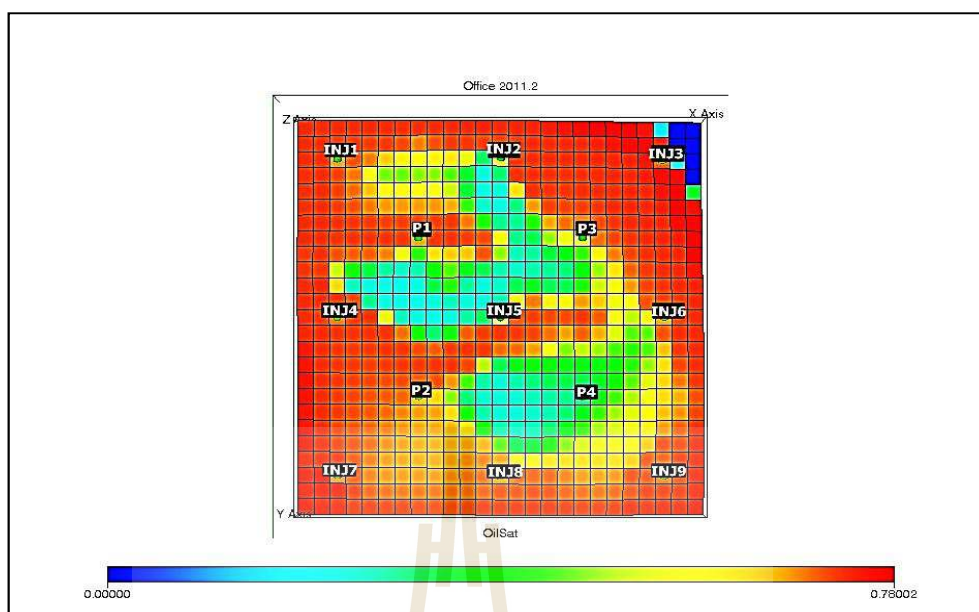 Office 2011.2
Z Axis X Axis
INJ1 INJ2 INJ3
P1 P3
INJ4 INJ5 INJ6
P2 P4
INJ7 INJ8 INJ9
Y Axis
OilSat
0.00000 0.78002